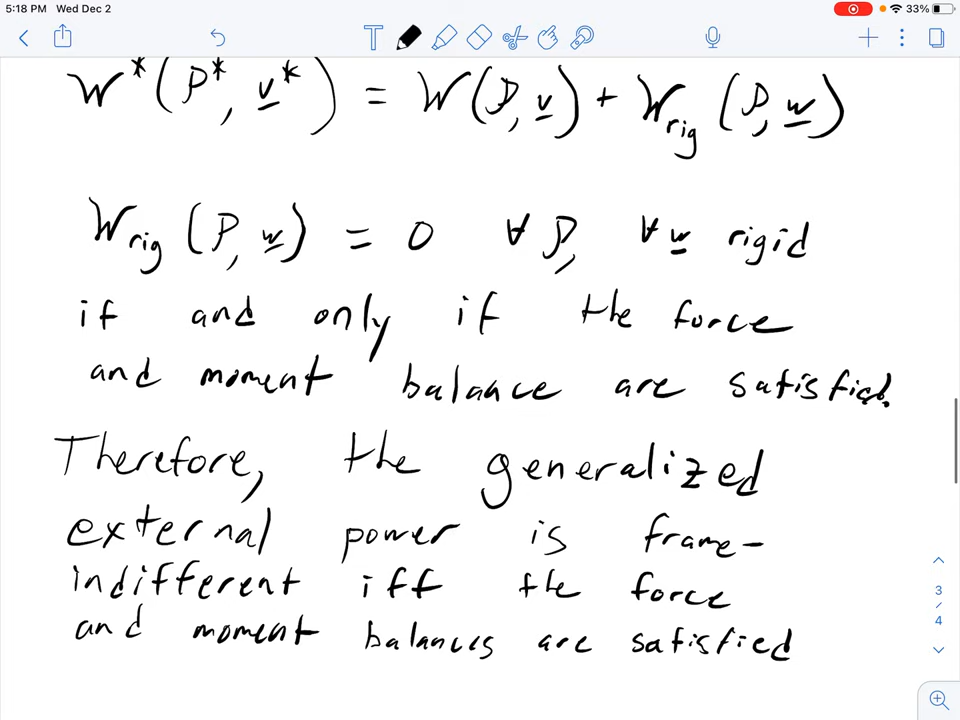 5:18 PM Wed Dec 2
33%
W*(P*, v*) = W(P, v) + W_rig (P, w)
W_rig (P, w) = 0 ∀ P, ∀ w rigid
if and only if the force
and moment balance are satisfied.
Therefore, the generalized
external power is frame-
indifferent iff the force
and moment balances are satisfied
3
/
4